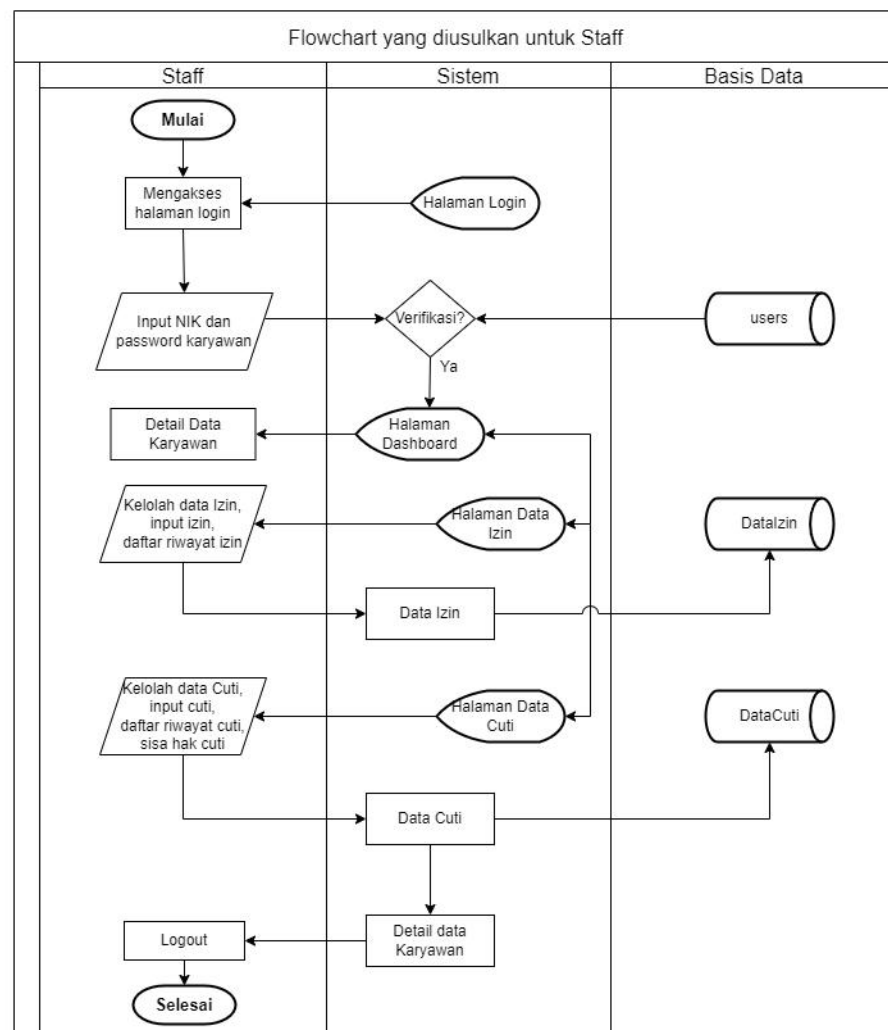 Flowchart yang diusulkan untuk Staff
Staff
Sistem
Basis Data
Mulai
Mengakses
halaman login
Halaman Login
Input NIK dan
password karyawan
Verifikasi?
users
Ya
Detail Data
Karyawan
Halaman
Dashboard
Kelolah data Izin,
input izin,
daftar riwayat izin
Halaman Data
Izin
DataIzin
Data Izin
Kelolah data Cuti,
input cuti,
daftar riwayat cuti,
sisa hak cuti
Halaman Data
Cuti
DataCuti
Data Cuti
Logout
Detail data
Karyawan
Selesai